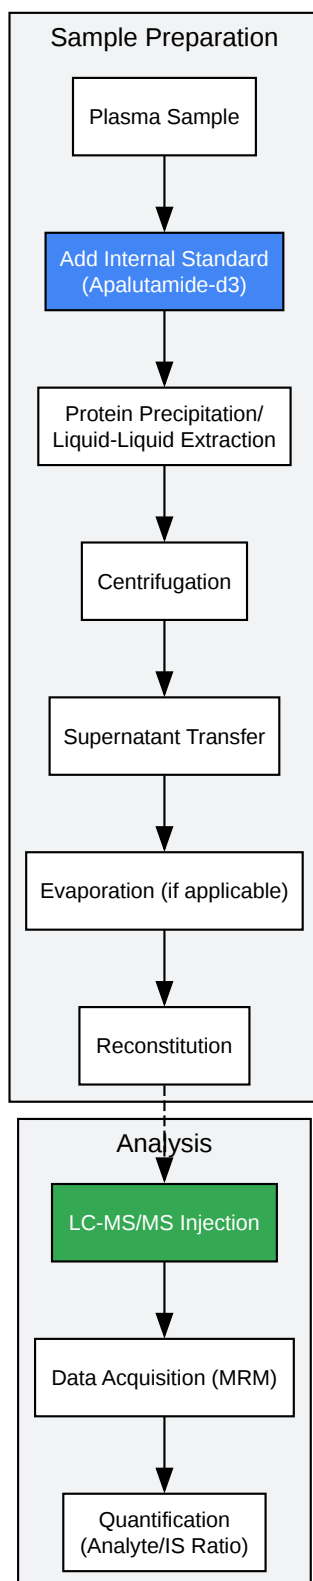 Sample Preparation
Plasma Sample
Add Internal Standard
(Apalutamide-d3)
Protein Precipitation/
Liquid-Liquid Extraction
Centrifugation
Supernatant Transfer
Evaporation (if applicable)
Reconstitution
Analysis
LC-MS/MS Injection
Data Acquisition (MRM)
Quantification
(Analyte/IS Ratio)